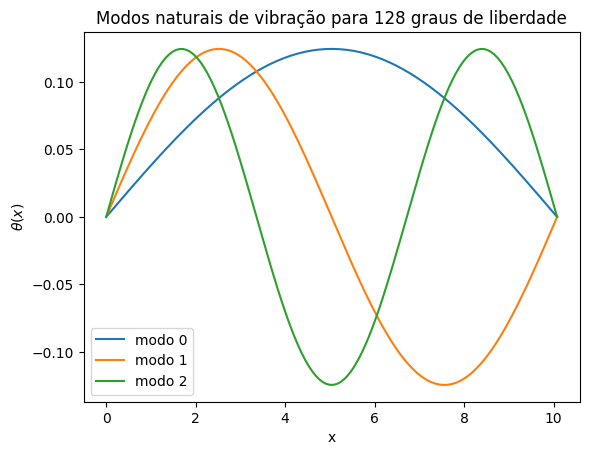 Modos naturais de vibração para 128 graus de liberdade
0.10
0.05
0.00
−0.05
−0.10
θ(x)
modo 0
modo 1
modo 2
0 2 4 6 8 10
x